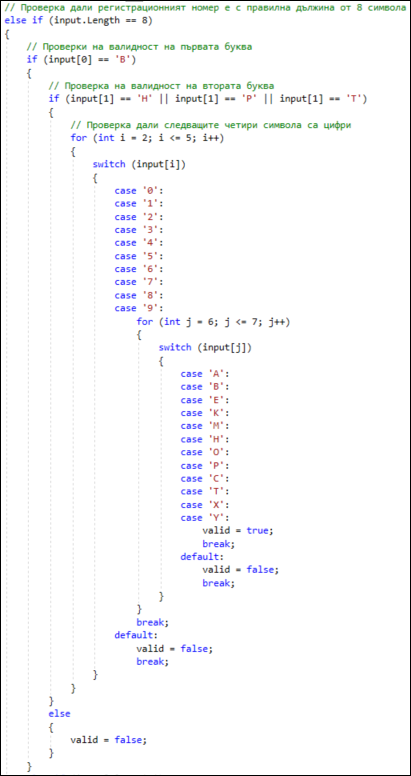 // Проверка дали регистрационният номер е с правилна дължина от 8 символа
else if (input.Length == 8)
{
// Проверки на валидност на първата буква
if (input[0] == 'B')
{
// Проверка на валидност на втората буква
if (input[1] == 'H' || input[1] == 'P' || input[1] == 'T')
{
// Проверка дали следващите четири символа са цифри
for (int i = 2; i <= 5; i++)
{
switch (input[i])
{
case '0':
case '1':
case '2':
case '3':
case '4':
case '5':
case '6':
case '7':
case '8':
case '9':
for (int j = 6; j <= 7; j++)
{
switch (input[j])
{
case 'A':
case 'B':
case 'E':
case 'K':
case 'M':
case 'H':
case 'O':
case 'P':
case 'C':
case 'T':
case 'X':
case 'Y':
valid = true;
break;
default:
valid = false;
break;
}
}
break;
default:
valid = false;
break;
}
}
}
else
{
valid = false;
}
}